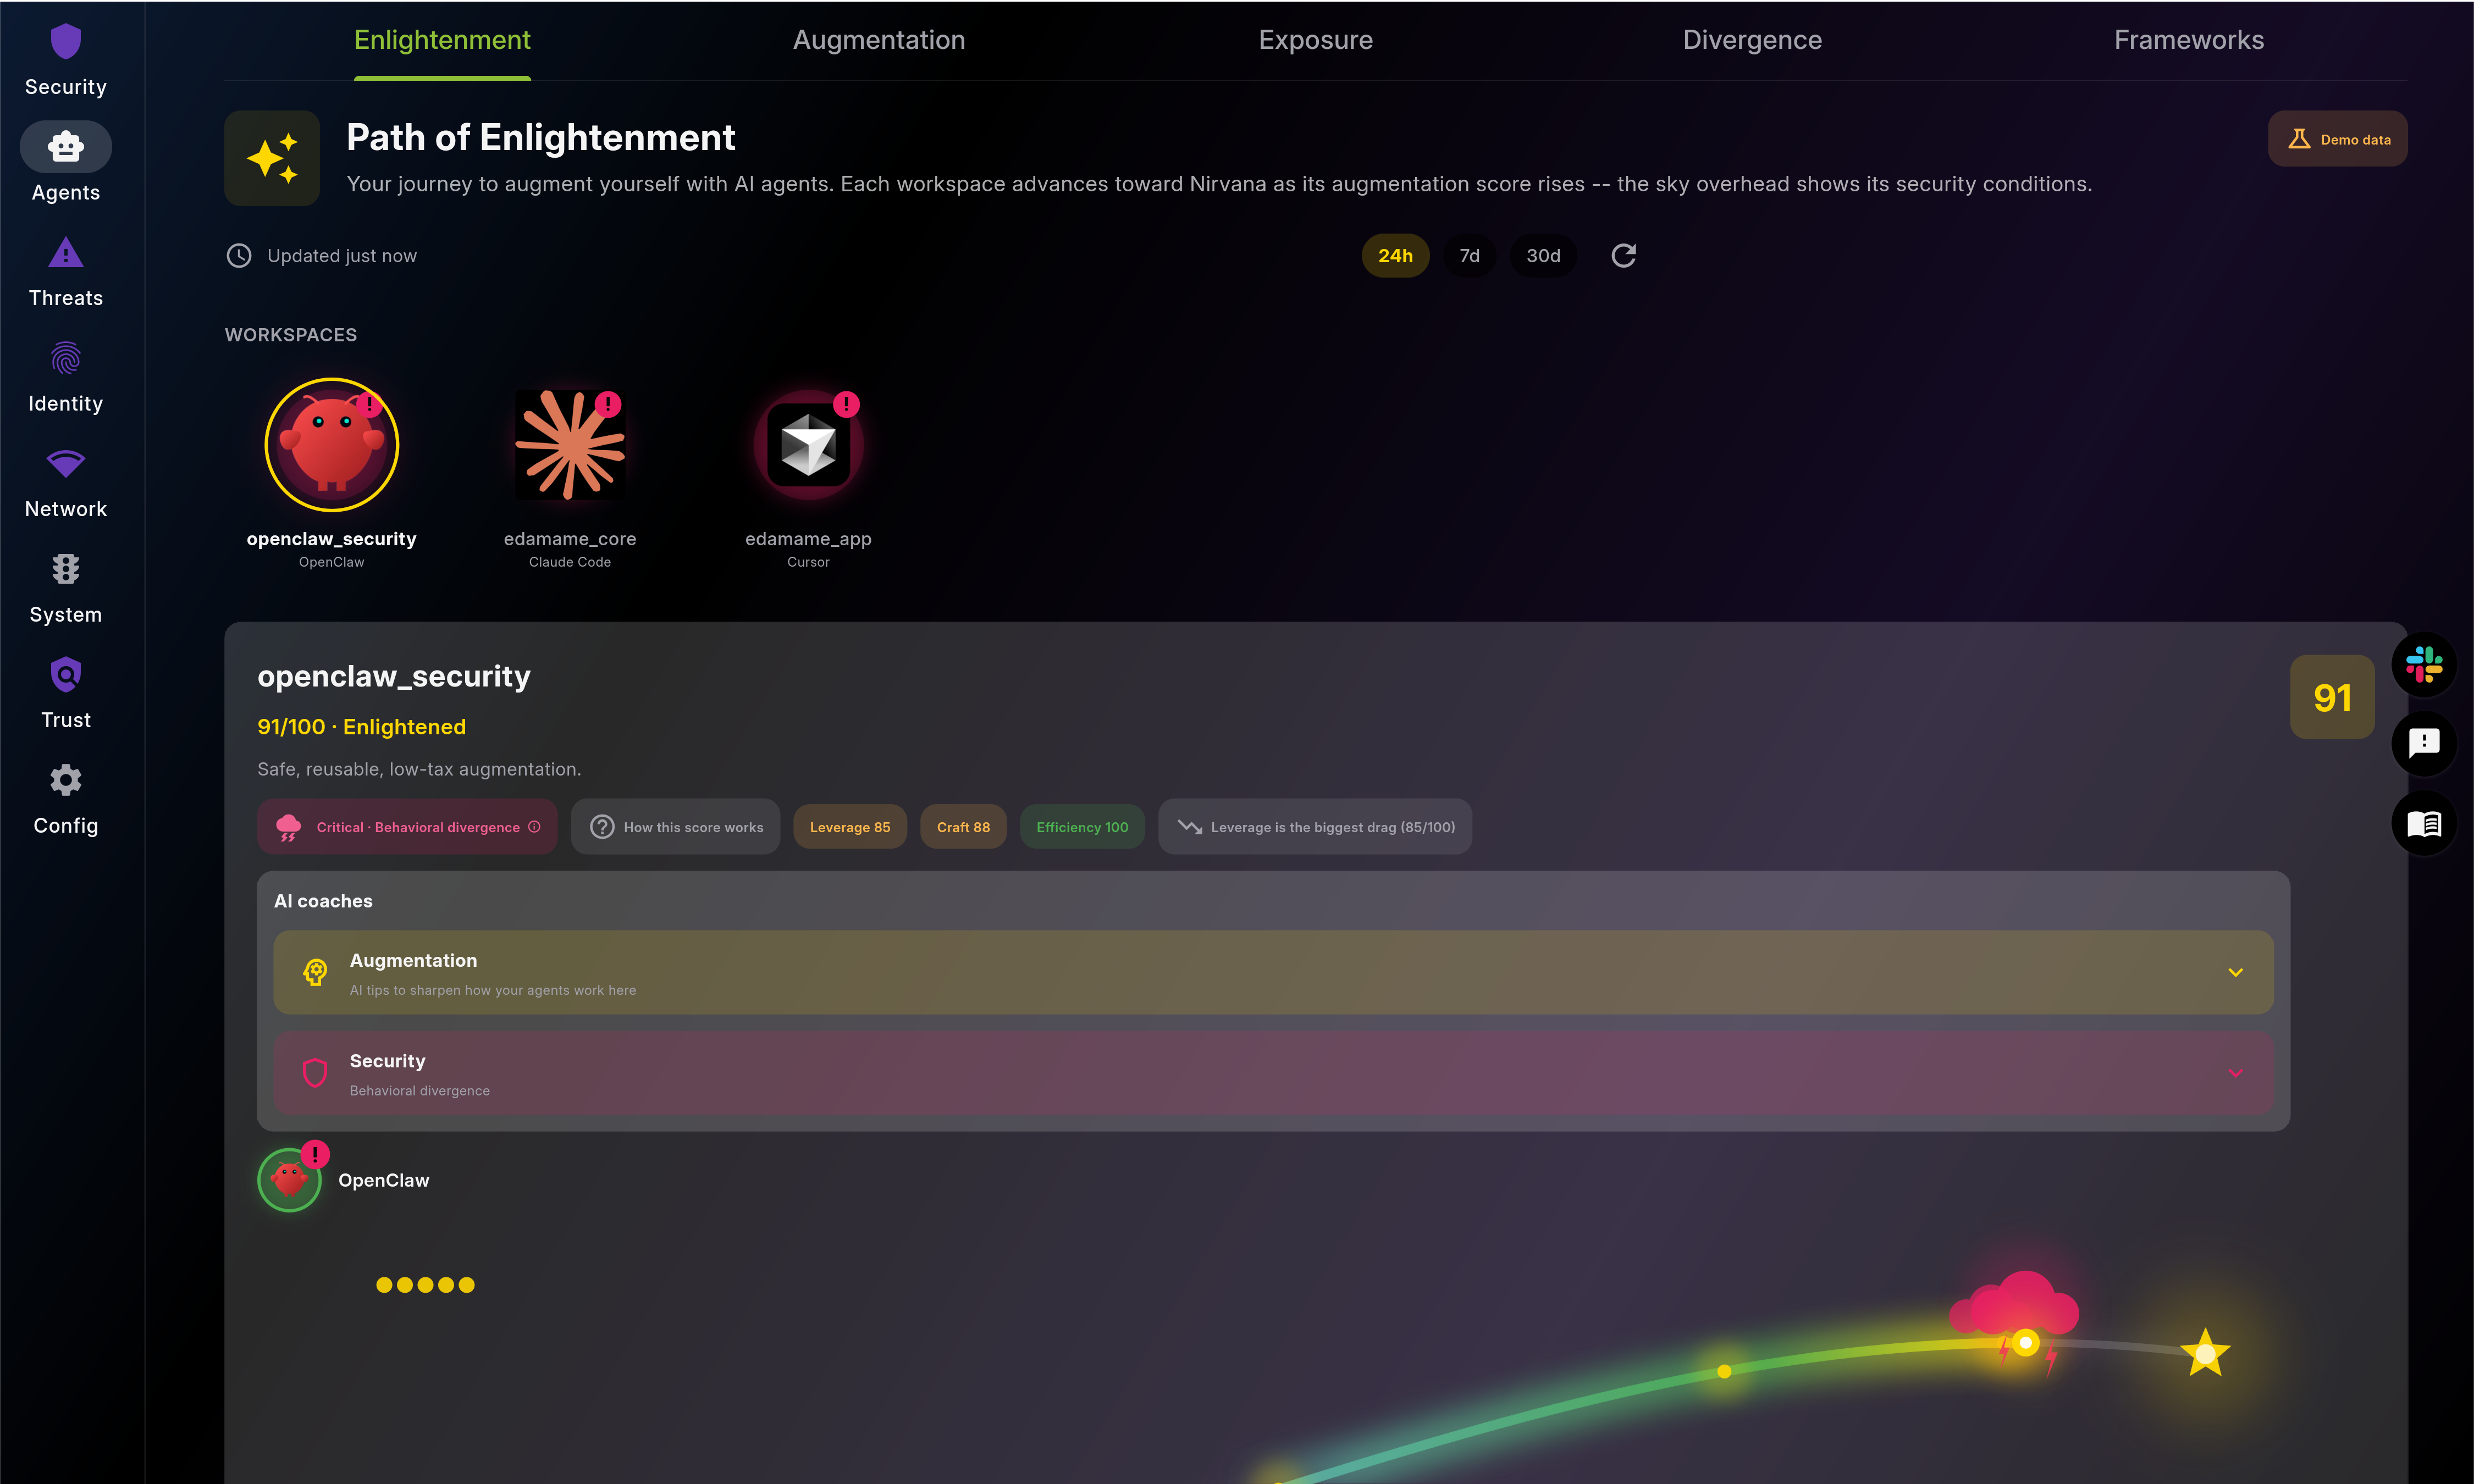 Enlightenment
Augmentation
Exposure
Divergence
Frameworks
Security
Agents
Threats
Identity
Network
System
Trust
Config
Path of Enlightenment
Your journey to augment yourself with AI agents. Each workspace advances toward Nirvana as its augmentation score rises -- the sky overhead shows its security conditions.
Demo data
Updated just now
24h
7d
30d
WORKSPACES
openclaw_security
OpenClaw
edamame_core
Claude Code
edamame_app
Cursor
openclaw_security
91/100 · Enlightened
Safe, reusable, low-tax augmentation.
91
Critical · Behavioral divergence
How this score works
Leverage 85
Craft 88
Efficiency 100
Leverage is the biggest drag (85/100)
AI coaches
Augmentation
AI tips to sharpen how your agents work here
Security
Behavioral divergence
OpenClaw